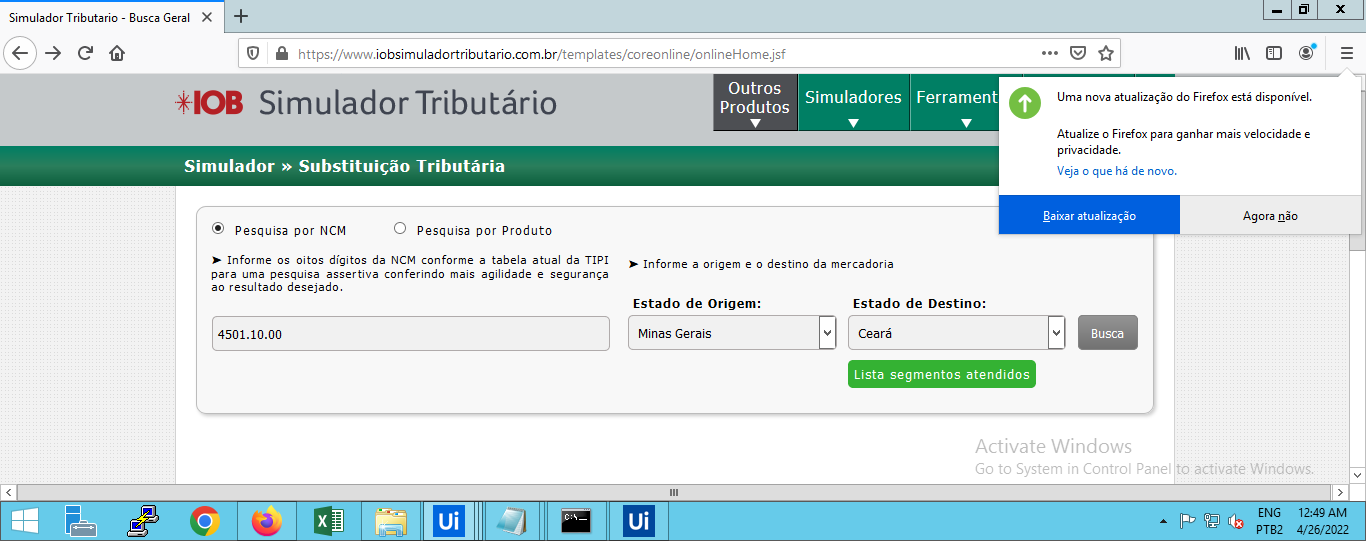 Simulador Tributario - Busca Geral
https://www.iobsimuladortributario.com.br/templates/coreonline/onlineHome.jsf
IOB Simulador Tributário
Outros Produtos
Simuladores
Ferrament
Uma nova atualização do Firefox está disponível.
Atualize o Firefox para ganhar mais velocidade e
privacidade.
Veja o que há de novo.
Baixar atualização
Agora não
Simulador » Substituição Tributária
Pesquisa por NCM
Pesquisa por Produto
➤ Informe os oitos dígitos da NCM conforme a tabela atual da TIPI
para uma pesquisa assertiva conferindo mais agilidade e segurança
ao resultado desejado.
➤ Informe a origem e o destino da mercadoria
Estado de Origem:
Estado de Destino:
4501.10.00
Minas Gerais
Ceará
Busca
Lista segmentos atendidos
Activate Windows
Go to System in Control Panel to activate Windows.
Ui
C:\.
Ui
ENG
PTB2
12:49 AM
4/26/2022